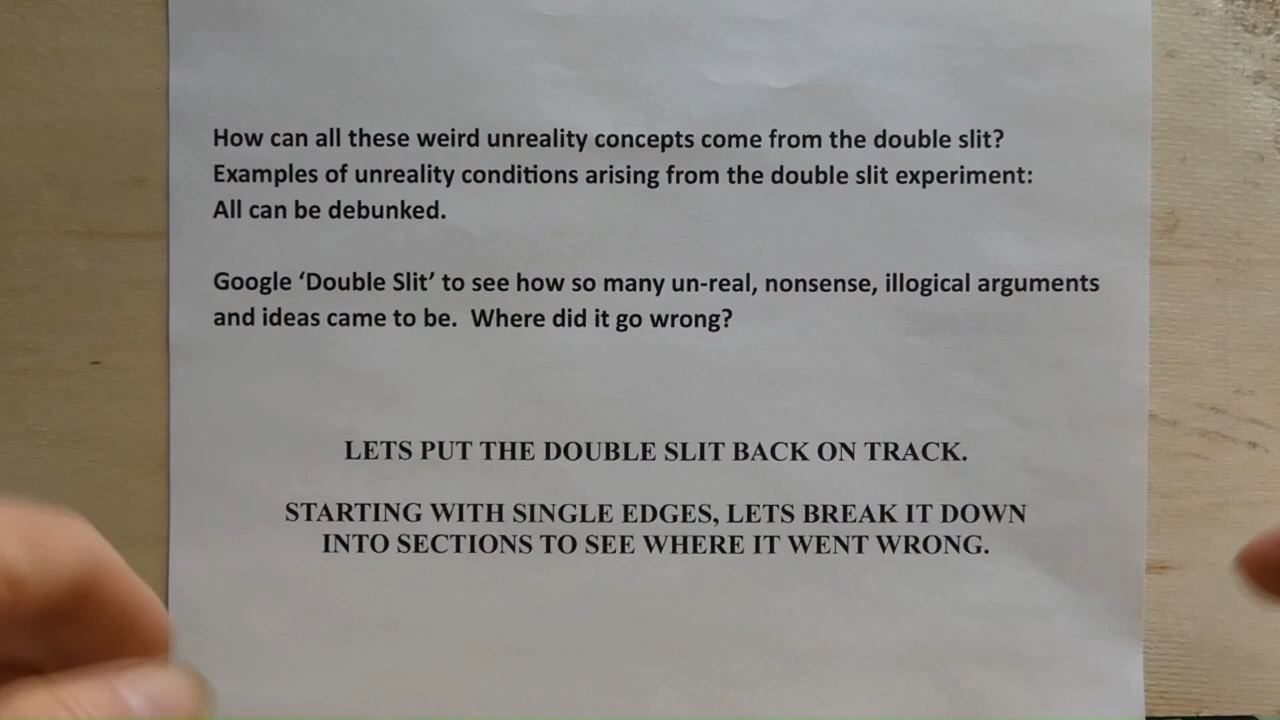 How can all these weird unreality concepts come from the double slit?
Examples of unreality conditions arising from the double slit experiment:
All can be debunked.
Google ‘Double Slit’ to see how so many un-real, nonsense, illogical arguments
and ideas came to be.  Where did it go wrong?
LETS PUT THE DOUBLE SLIT BACK ON TRACK.
STARTING WITH SINGLE EDGES, LETS BREAK IT DOWN
INTO SECTIONS TO SEE WHERE IT WENT WRONG.